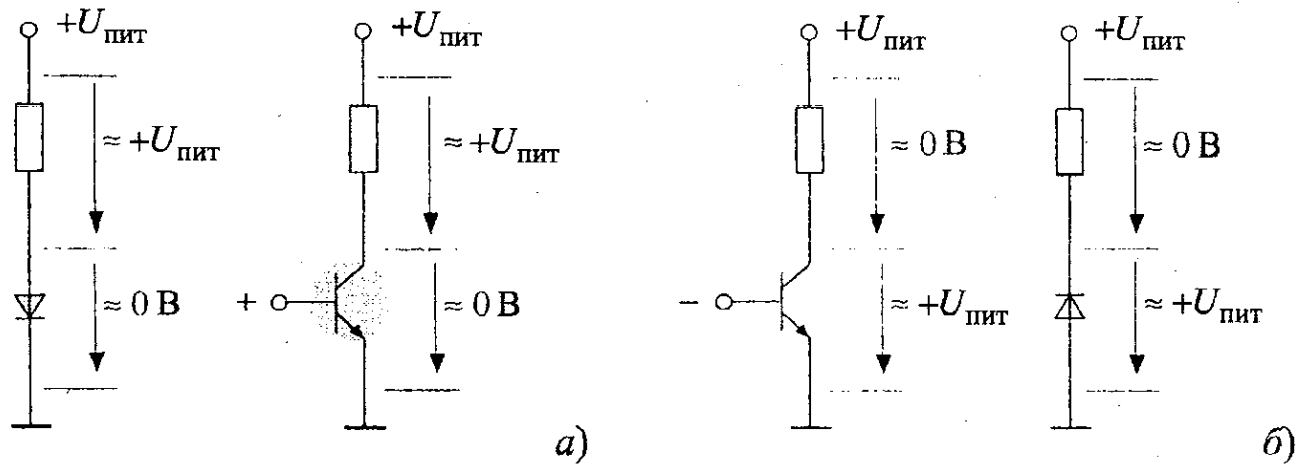 +Uпит
+Uпит
+Uпит
+Uпит
≈ +Uпит
≈ +Uпит
≈ 0 В
≈ 0 В
≈ 0 В
+
≈ 0 В
−
≈ +Uпит
≈ +Uпит
а)
б)